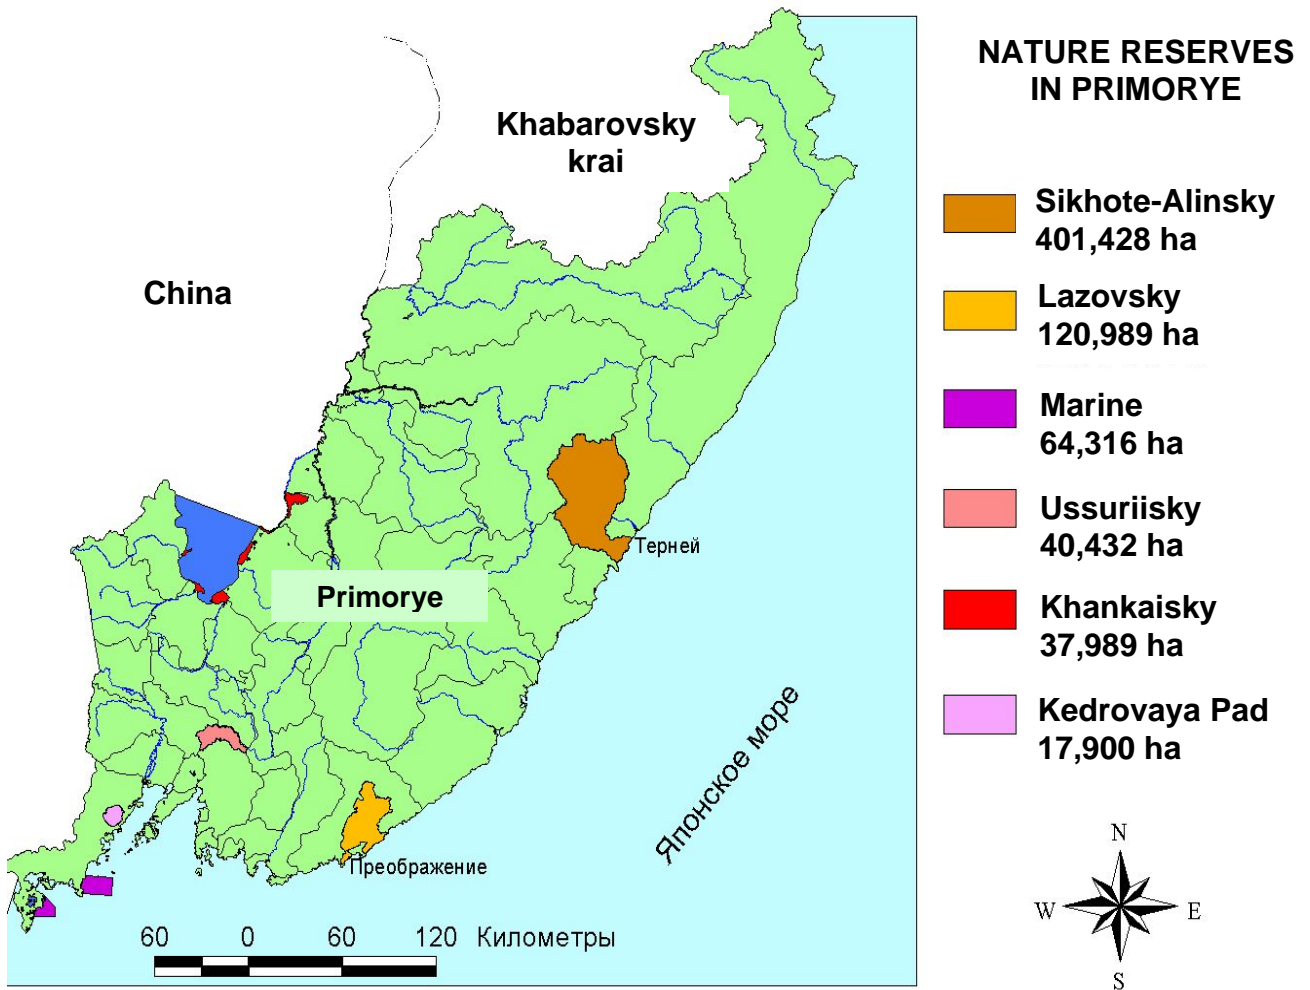 NATURE RESERVES
IN PRIMORYE
Khabarovsky
krai
China
Primorye
Терней
Преображение
Японское море
60 0 60 120 Километры
Sikhote-Alinsky
401,428 ha
Lazovsky
120,989 ha
Marine
64,316 ha
Ussuriisky
40,432 ha
Khankaisky
37,989 ha
Kedrovaya Pad
17,900 ha
N
W E
S